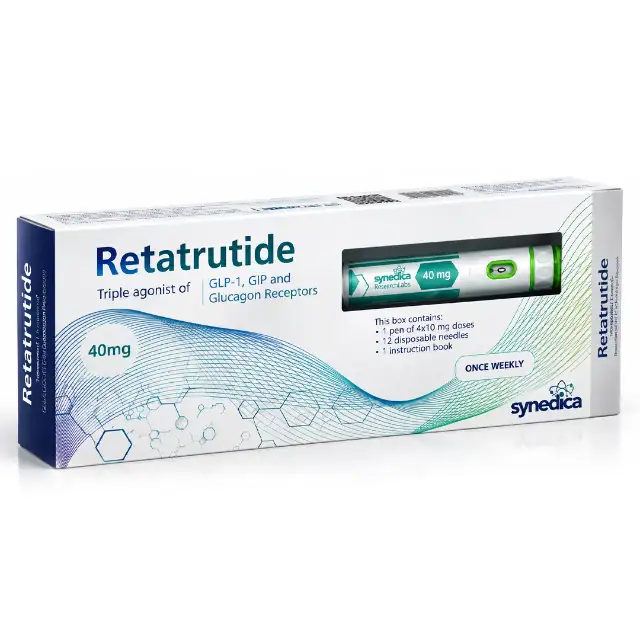 Retatrutide
Triple agonist of
GLP-1, GIP and
Glucagon Receptors
40mg
synedica
ResearchLabs
40 mg
This box contains:
• 1 pen of 4x10 mg doses
• 12 disposable needles
• 1 instruction book
ONCE WEEKLY
synedica
Retatrutide
Retatrutide